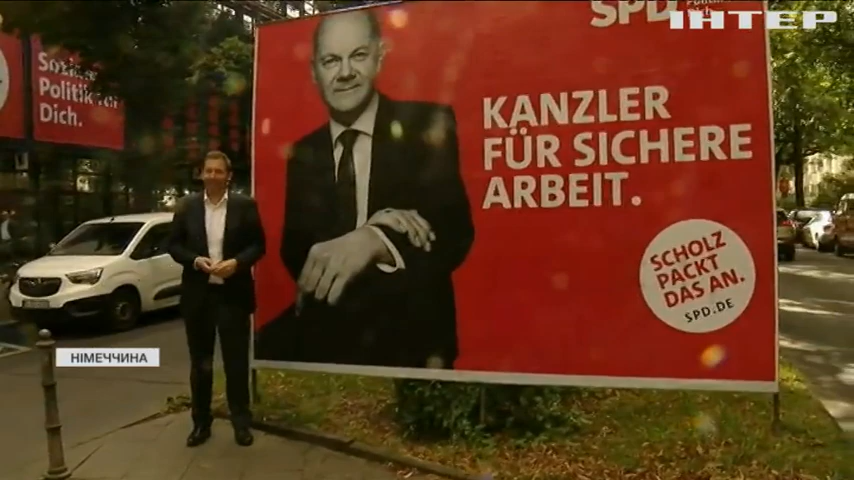 SPD
ІНТЕР
Soziale
Politik für
Dich.
KANZLER
FÜR SICHERE
ARBEIT.
SCHOLZ
PACKT
DAS AN.
SPD.DE
НІМЕЧЧИНА